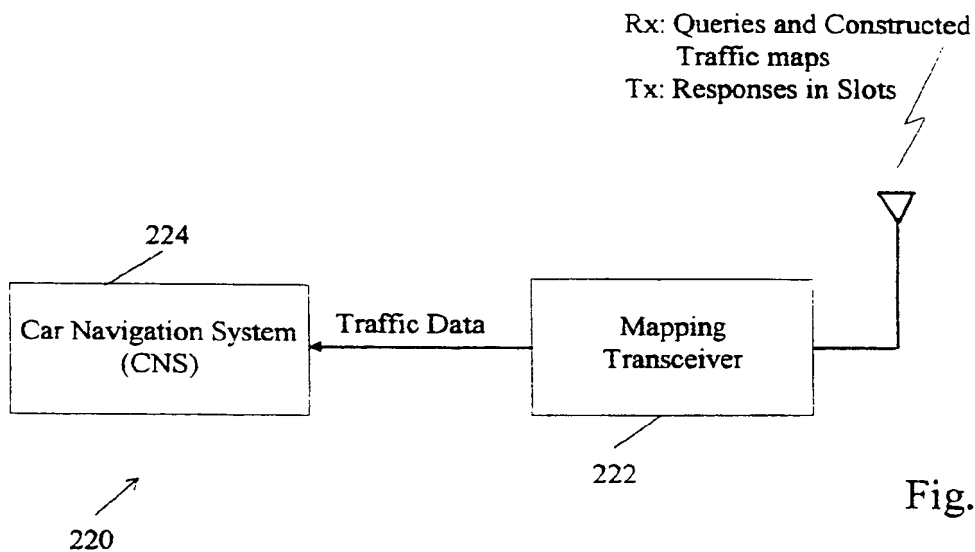 Rx: Queries and Constructed
Traffic maps
Tx: Responses in Slots
224
Car Navigation System
(CNS)
Traffic Data
Mapping
Transceiver
222
220
Fig.